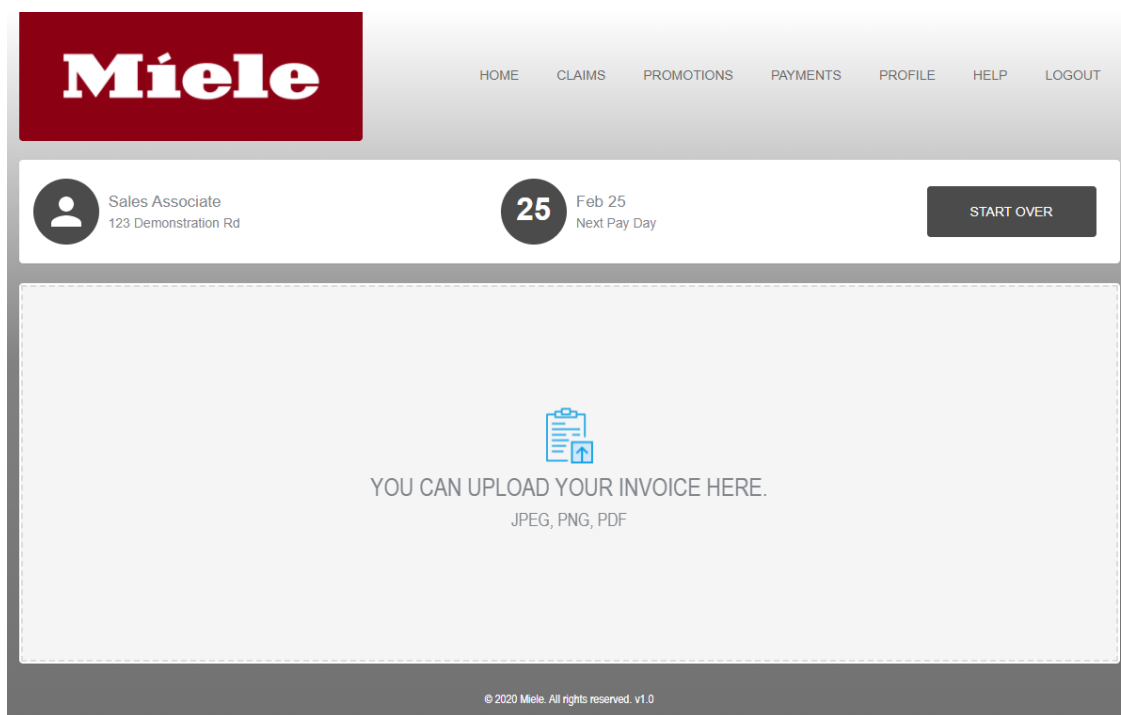 Miele
HOME CLAIMS PROMOTIONS PAYMENTS PROFILE HELP LOGOUT
Sales Associate
123 Demonstration Rd
25
Feb 25
Next Pay Day
START OVER
YOU CAN UPLOAD YOUR INVOICE HERE.
JPEG, PNG, PDF
© 2020 Miele. All rights reserved. v1.0